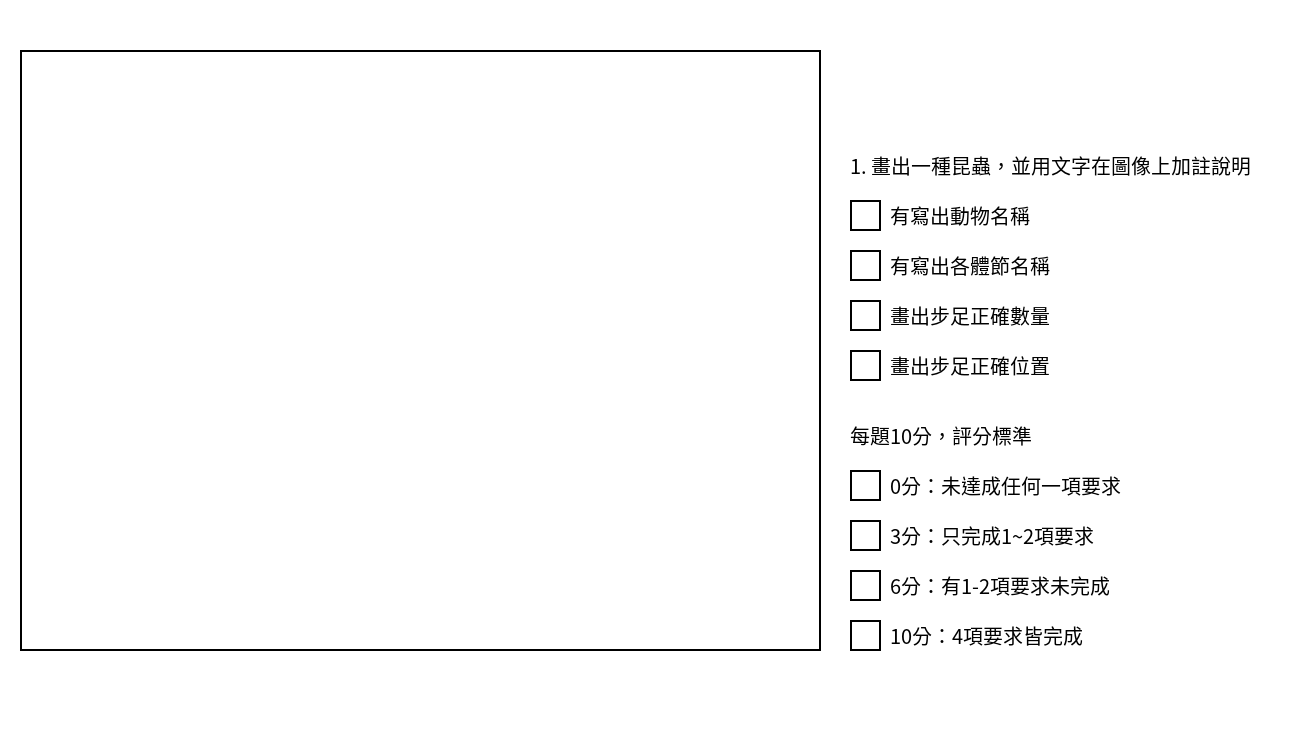 1. 畫出一種昆蟲，並用文字在圖像上加註說明
有寫出動物名稱
有寫出各體節名稱
畫出步足正確數量
畫出步足正確位置
每題10分，評分標準
0分：未達成任何一項要求
3分：只完成1~2項要求
6分：有1-2項要求未完成
10分：4項要求皆完成